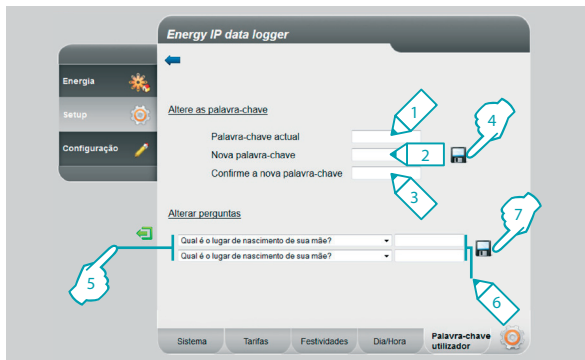 Energy IP data logger
Energia
Setup
Configuração
Altere as palavra-chave
Palavra-chave actual
Nova palavra-chave
Confirme a nova palavra-chave
1
2
3
4
Alterar perguntas
Qual é o lugar de nascimento de sua mãe?
Qual é o lugar de nascimento de sua mãe?
5
6
7
Sistema
Tarifas
Festividades
Dia/Hora
Palavra-chave
utilizador